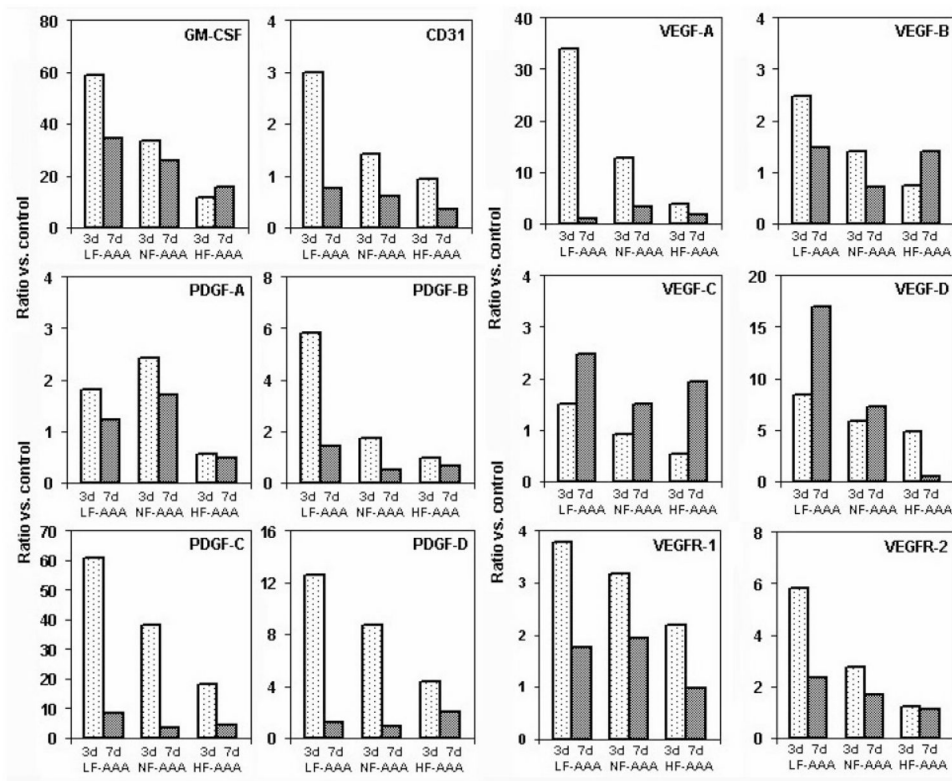 GM-CSF
80
60
40
20
0
3d 7d 3d 7d 3d 7d
LF-AAA NF-AAA HF-AAA
CD31
4
3
2
1
0
3d 7d 3d 7d 3d 7d
LF-AAA NF-AAA HF-AAA
VEGF-A
40
30
20
10
0
3d 7d 3d 7d 3d 7d
LF-AAA NF-AAA HF-AAA
VEGF-B
4
3
2
1
0
3d 7d 3d 7d 3d 7d
LF-AAA NF-AAA HF-AAA
Ratio vs. control
Ratio vs. control
PDGF-A
4
3
2
1
0
3d 7d 3d 7d 3d 7d
LF-AAA NF-AAA HF-AAA
PDGF-B
8
6
4
2
0
3d 7d 3d 7d 3d 7d
LF-AAA NF-AAA HF-AAA
VEGF-C
4
3
2
1
0
3d 7d 3d 7d 3d 7d
LF-AAA NF-AAA HF-AAA
VEGF-D
20
15
10
5
0
3d 7d 3d 7d 3d 7d
LF-AAA NF-AAA HF-AAA
Ratio vs. control
Ratio vs. control
PDGF-C
70
60
50
40
30
20
10
0
3d 7d 3d 7d 3d 7d
LF-AAA NF-AAA HF-AAA
PDGF-D
16
12
8
4
0
3d 7d 3d 7d 3d 7d
LF-AAA NF-AAA HF-AAA
VEGFR-1
4
3
2
1
0
3d 7d 3d 7d 3d 7d
LF-AAA NF-AAA HF-AAA
VEGFR-2
8
6
4
2
0
3d 7d 3d 7d 3d 7d
LF-AAA NF-AAA HF-AAA